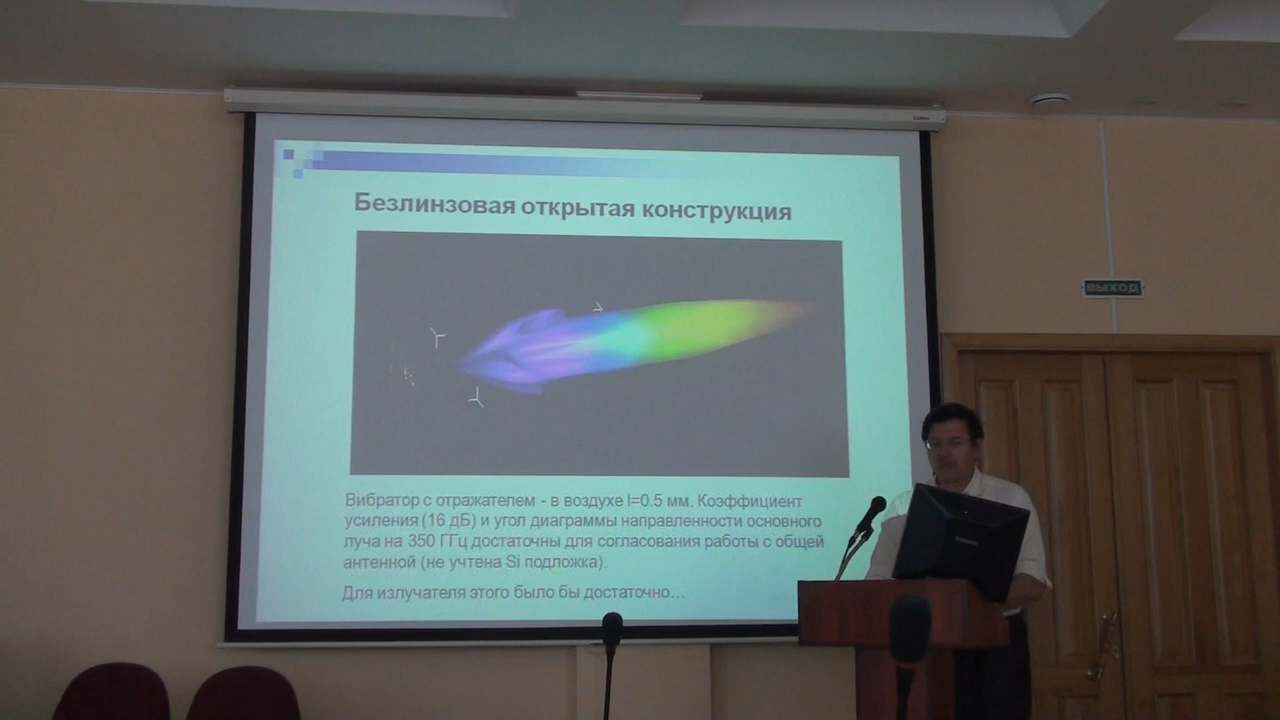 Безлинзовая открытая конструкция
Вибратор с отражателем - в воздухе l=0.5 мм. Коэффициент
усиления (16 дБ) и угол диаграммы направленности основного
луча на 350 ГГц достаточны для согласования работы с общей
антенной (не учтена Si подложка).
Для излучателя этого было бы достаточно...
ВЫХОД